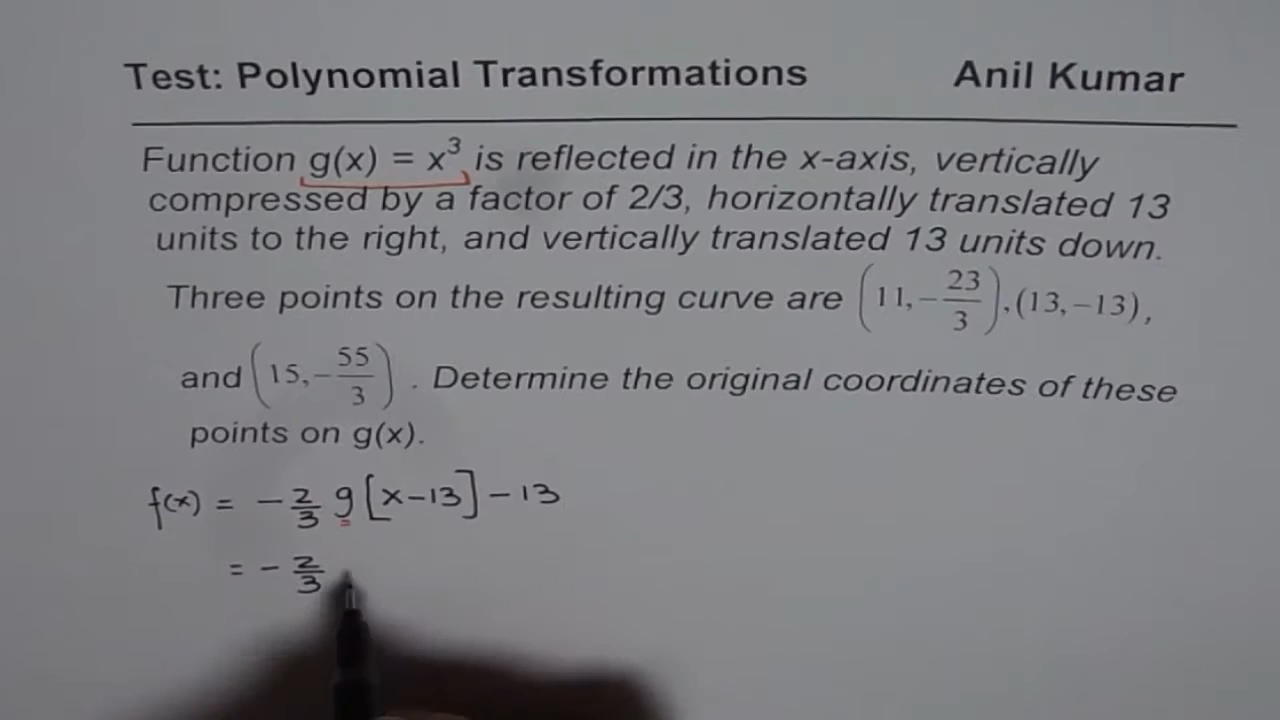 Test: Polynomial Transformations Anil Kumar
Function g(x) = x³ is reflected in the x-axis, vertically
compressed by a factor of 2/3, horizontally translated 13
units to the right, and vertically translated 13 units down.
Three points on the resulting curve are (11, -23/3), (13, -13),
and (15, -55/3). Determine the original coordinates of these
points on g(x).
f(x) = -2/3 g[x-13] -13
= -2/3